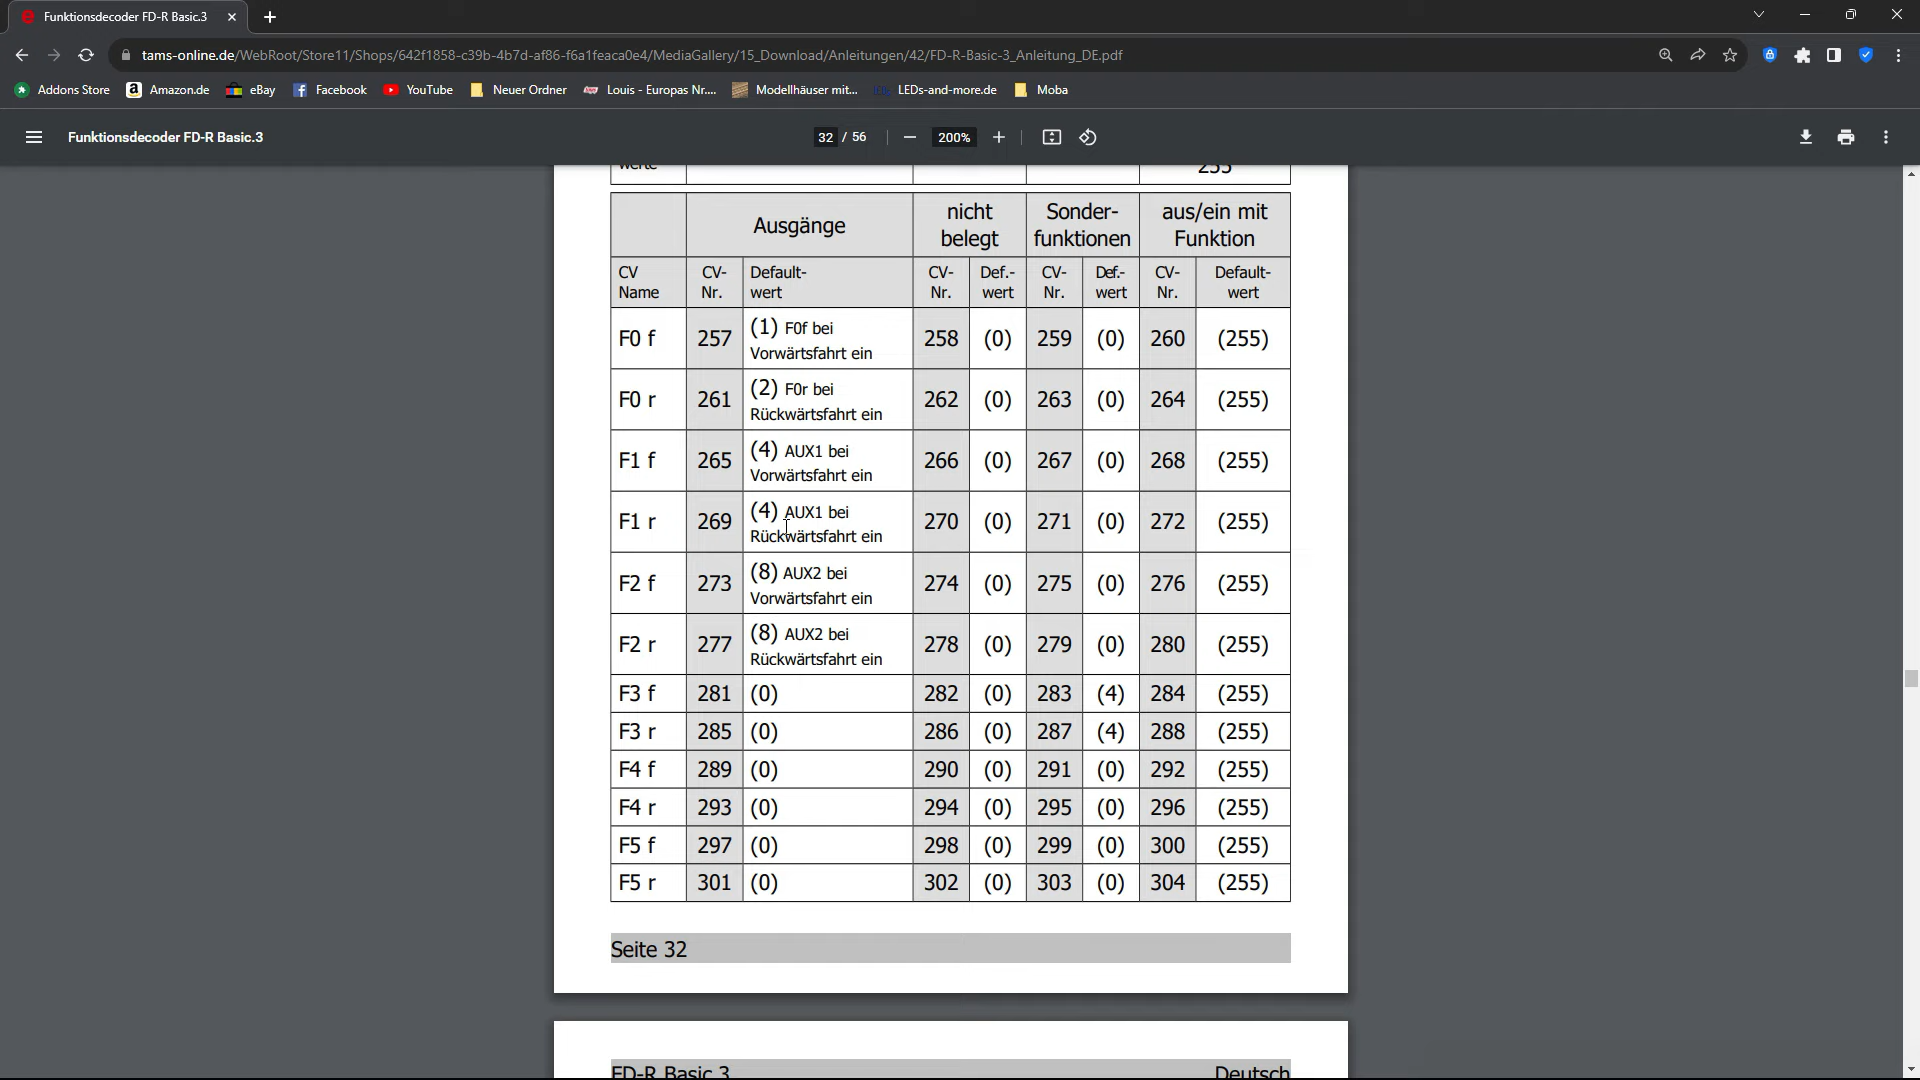 Funktionsdecoder FD-R Basic.3
tams-online.de/WebRoot/Store11/Shops/642f1858-c39b-4b7d-af86-f6a1feaca0e4/MediaGallery/15_Download/Anleitungen/42/FD-R-Basic-3_Anleitung_DE.pdf
Addons Store Amazon.de eBay Facebook YouTube Neuer Ordner Louis - Europas Nr.... Modellhäuser mit... LEDs-and-more.de Moba
Funktionsdecoder FD-R Basic.3 32 / 56 200%
werte 255
Ausgänge nicht belegt Sonder-funktionen aus/ein mit Funktion
CV Name CV-Nr. Default-wert CV-Nr. Def.-wert CV-Nr. Def.-wert CV-Nr. Default-wert
F0 f 257 (1) F0f bei Vorwärtsfahrt ein 258 (0) 259 (0) 260 (255)
F0 r 261 (2) F0r bei Rückwärtsfahrt ein 262 (0) 263 (0) 264 (255)
F1 f 265 (4) AUX1 bei Vorwärtsfahrt ein 266 (0) 267 (0) 268 (255)
F1 r 269 (4) AUX1 bei Rückwärtsfahrt ein 270 (0) 271 (0) 272 (255)
F2 f 273 (8) AUX2 bei Vorwärtsfahrt ein 274 (0) 275 (0) 276 (255)
F2 r 277 (8) AUX2 bei Rückwärtsfahrt ein 278 (0) 279 (0) 280 (255)
F3 f 281 (0) 282 (0) 283 (4) 284 (255)
F3 r 285 (0) 286 (0) 287 (4) 288 (255)
F4 f 289 (0) 290 (0) 291 (0) 292 (255)
F4 r 293 (0) 294 (0) 295 (0) 296 (255)
F5 f 297 (0) 298 (0) 299 (0) 300 (255)
F5 r 301 (0) 302 (0) 303 (0) 304 (255)
Seite 32
FD-R Basic.3 Deutsch